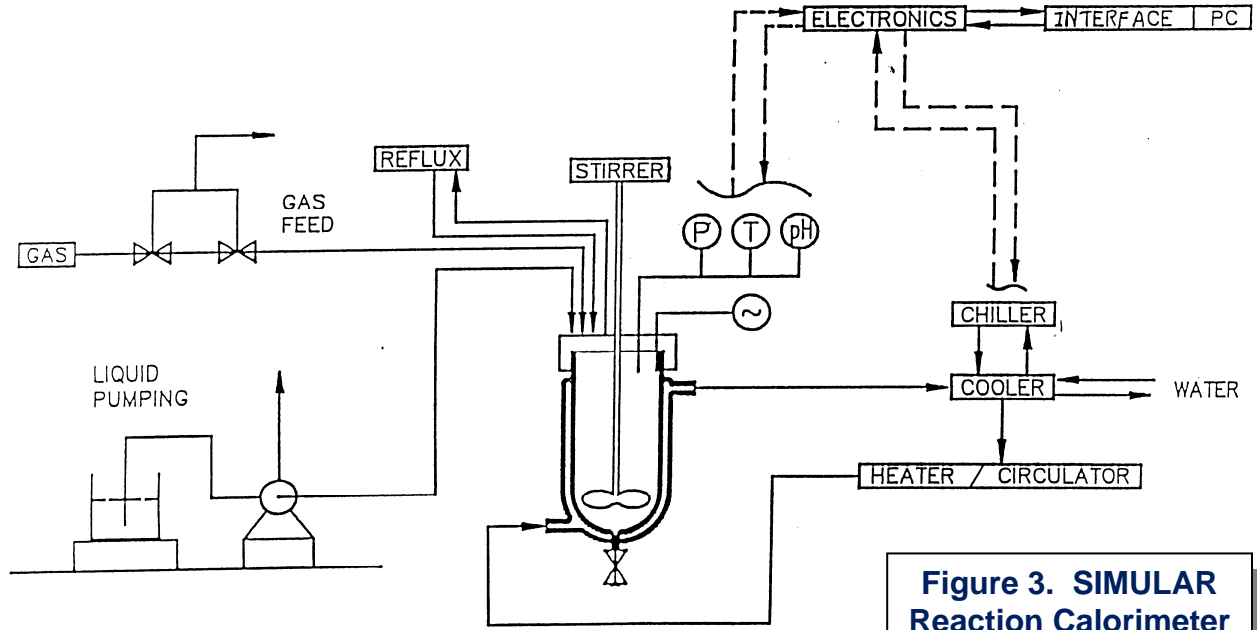 ELECTRONICS
INTERFACE PC
REFLUX
STIRRER
GAS
FEED
GAS
P
T
pH
~
CHILLER
COOLER
WATER
LIQUID
PUMPING
HEATER / CIRCULATOR
Figure 3. SIMULAR
Reaction Calorimeter